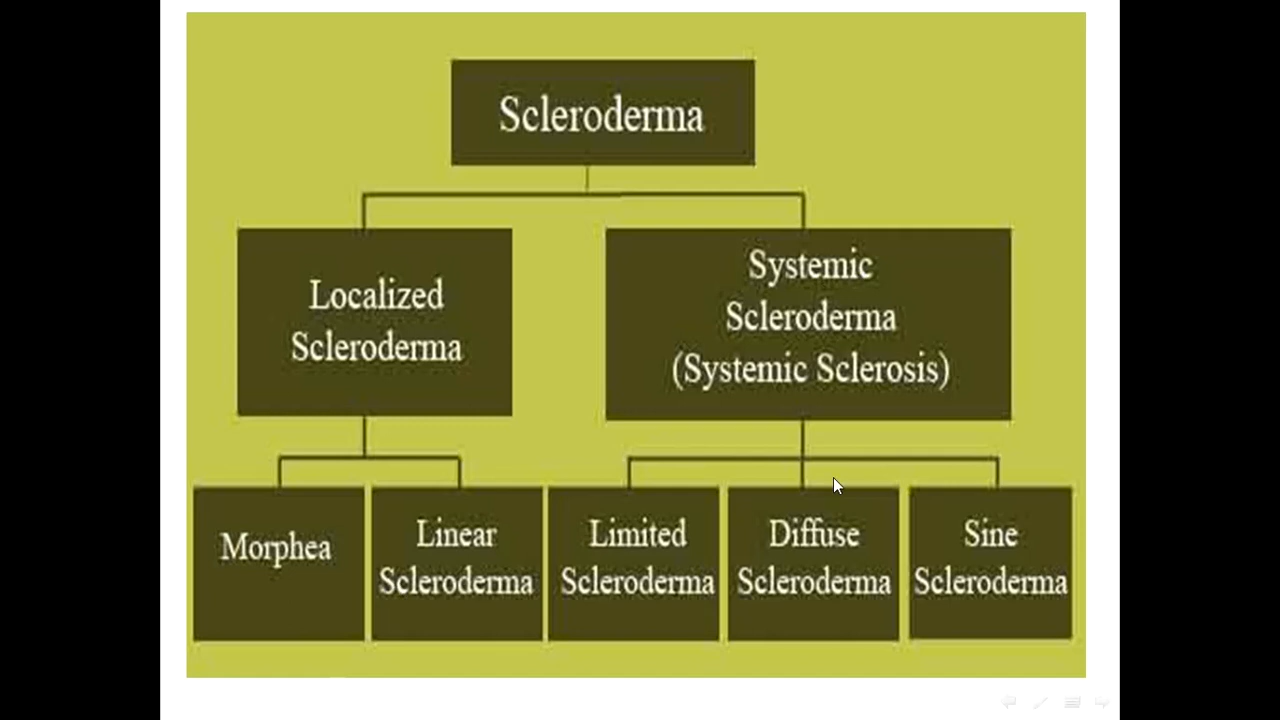 Scleroderma
Localized
Scleroderma
Systemic
Scleroderma
(Systemic Sclerosis)
Morphea
Linear
Scleroderma
Limited
Scleroderma
Diffuse
Scleroderma
Sine
Scleroderma